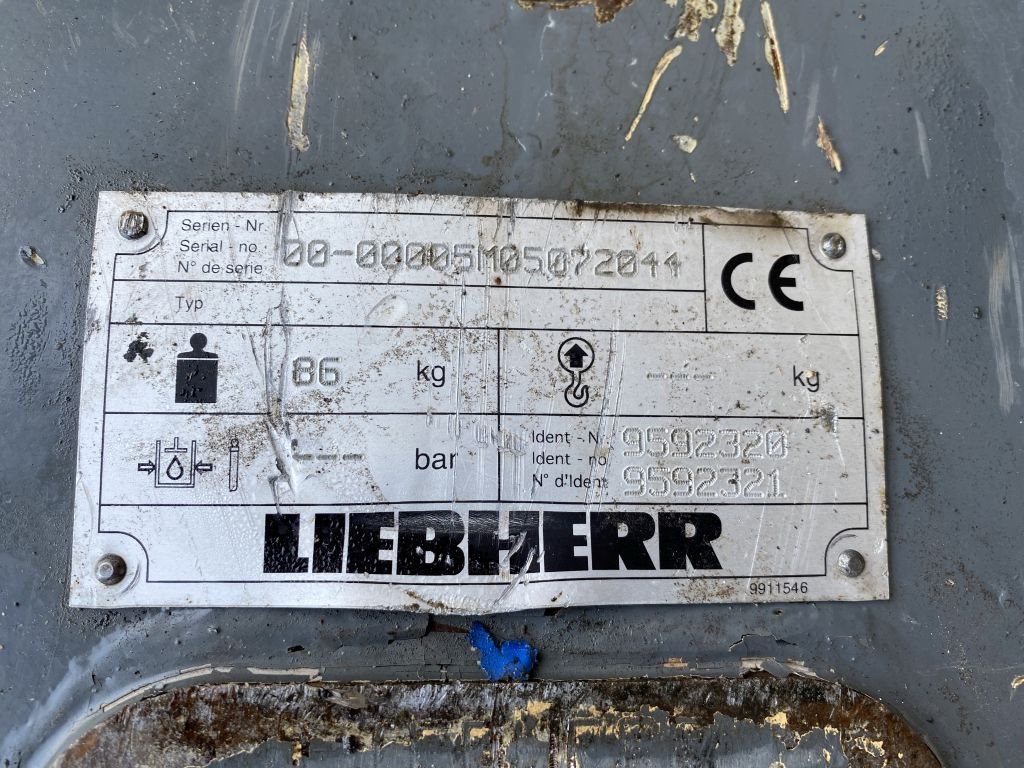 Serien - Nr.
Serial - no.
N° de serie
00-00005M05072044
Typ
CE
86 kg
--- kg
--- bar
Ident - Nr.
Ident - no
N° d'Ident
9592320
9592321
LIEBHERR
9911546